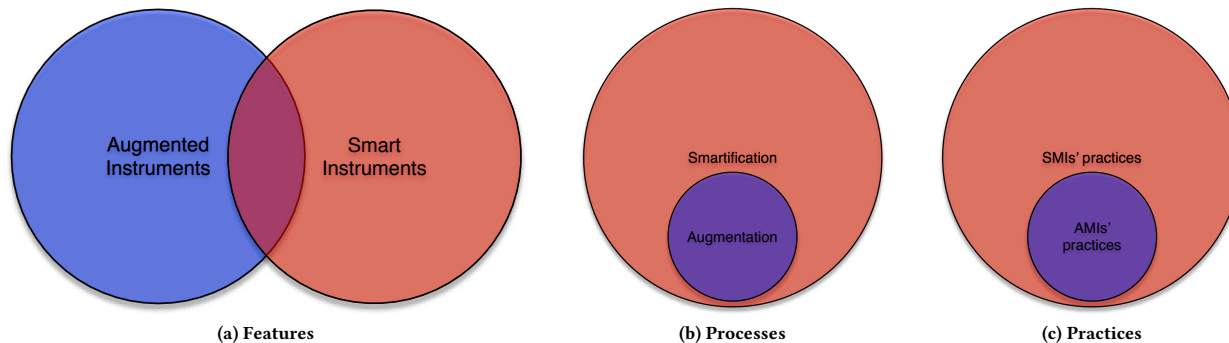 Augmented
Instruments
Smart
Instruments
(a) Features
Smartification
Augmentation
(b) Processes
SMIs' practices
AMIs'
practices
(c) Practices